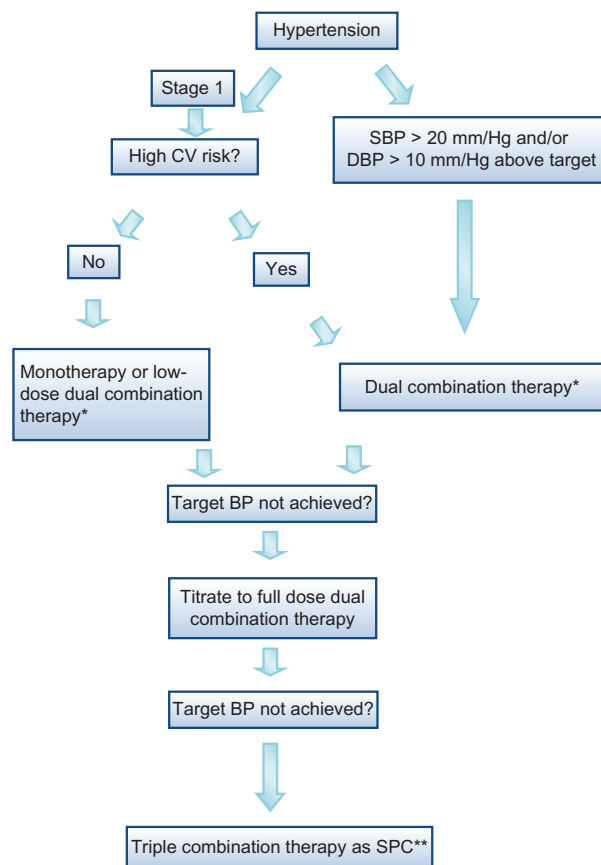 Hypertension
Stage 1
High CV risk?
SBP > 20 mm/Hg and/or
DBP > 10 mm/Hg above target
No
Yes
Monotherapy or low-
dose dual combination
therapy*
Dual combination therapy*
Target BP not achieved?
Titrate to full dose dual
combination therapy
Target BP not achieved?
Triple combination therapy as SPC**